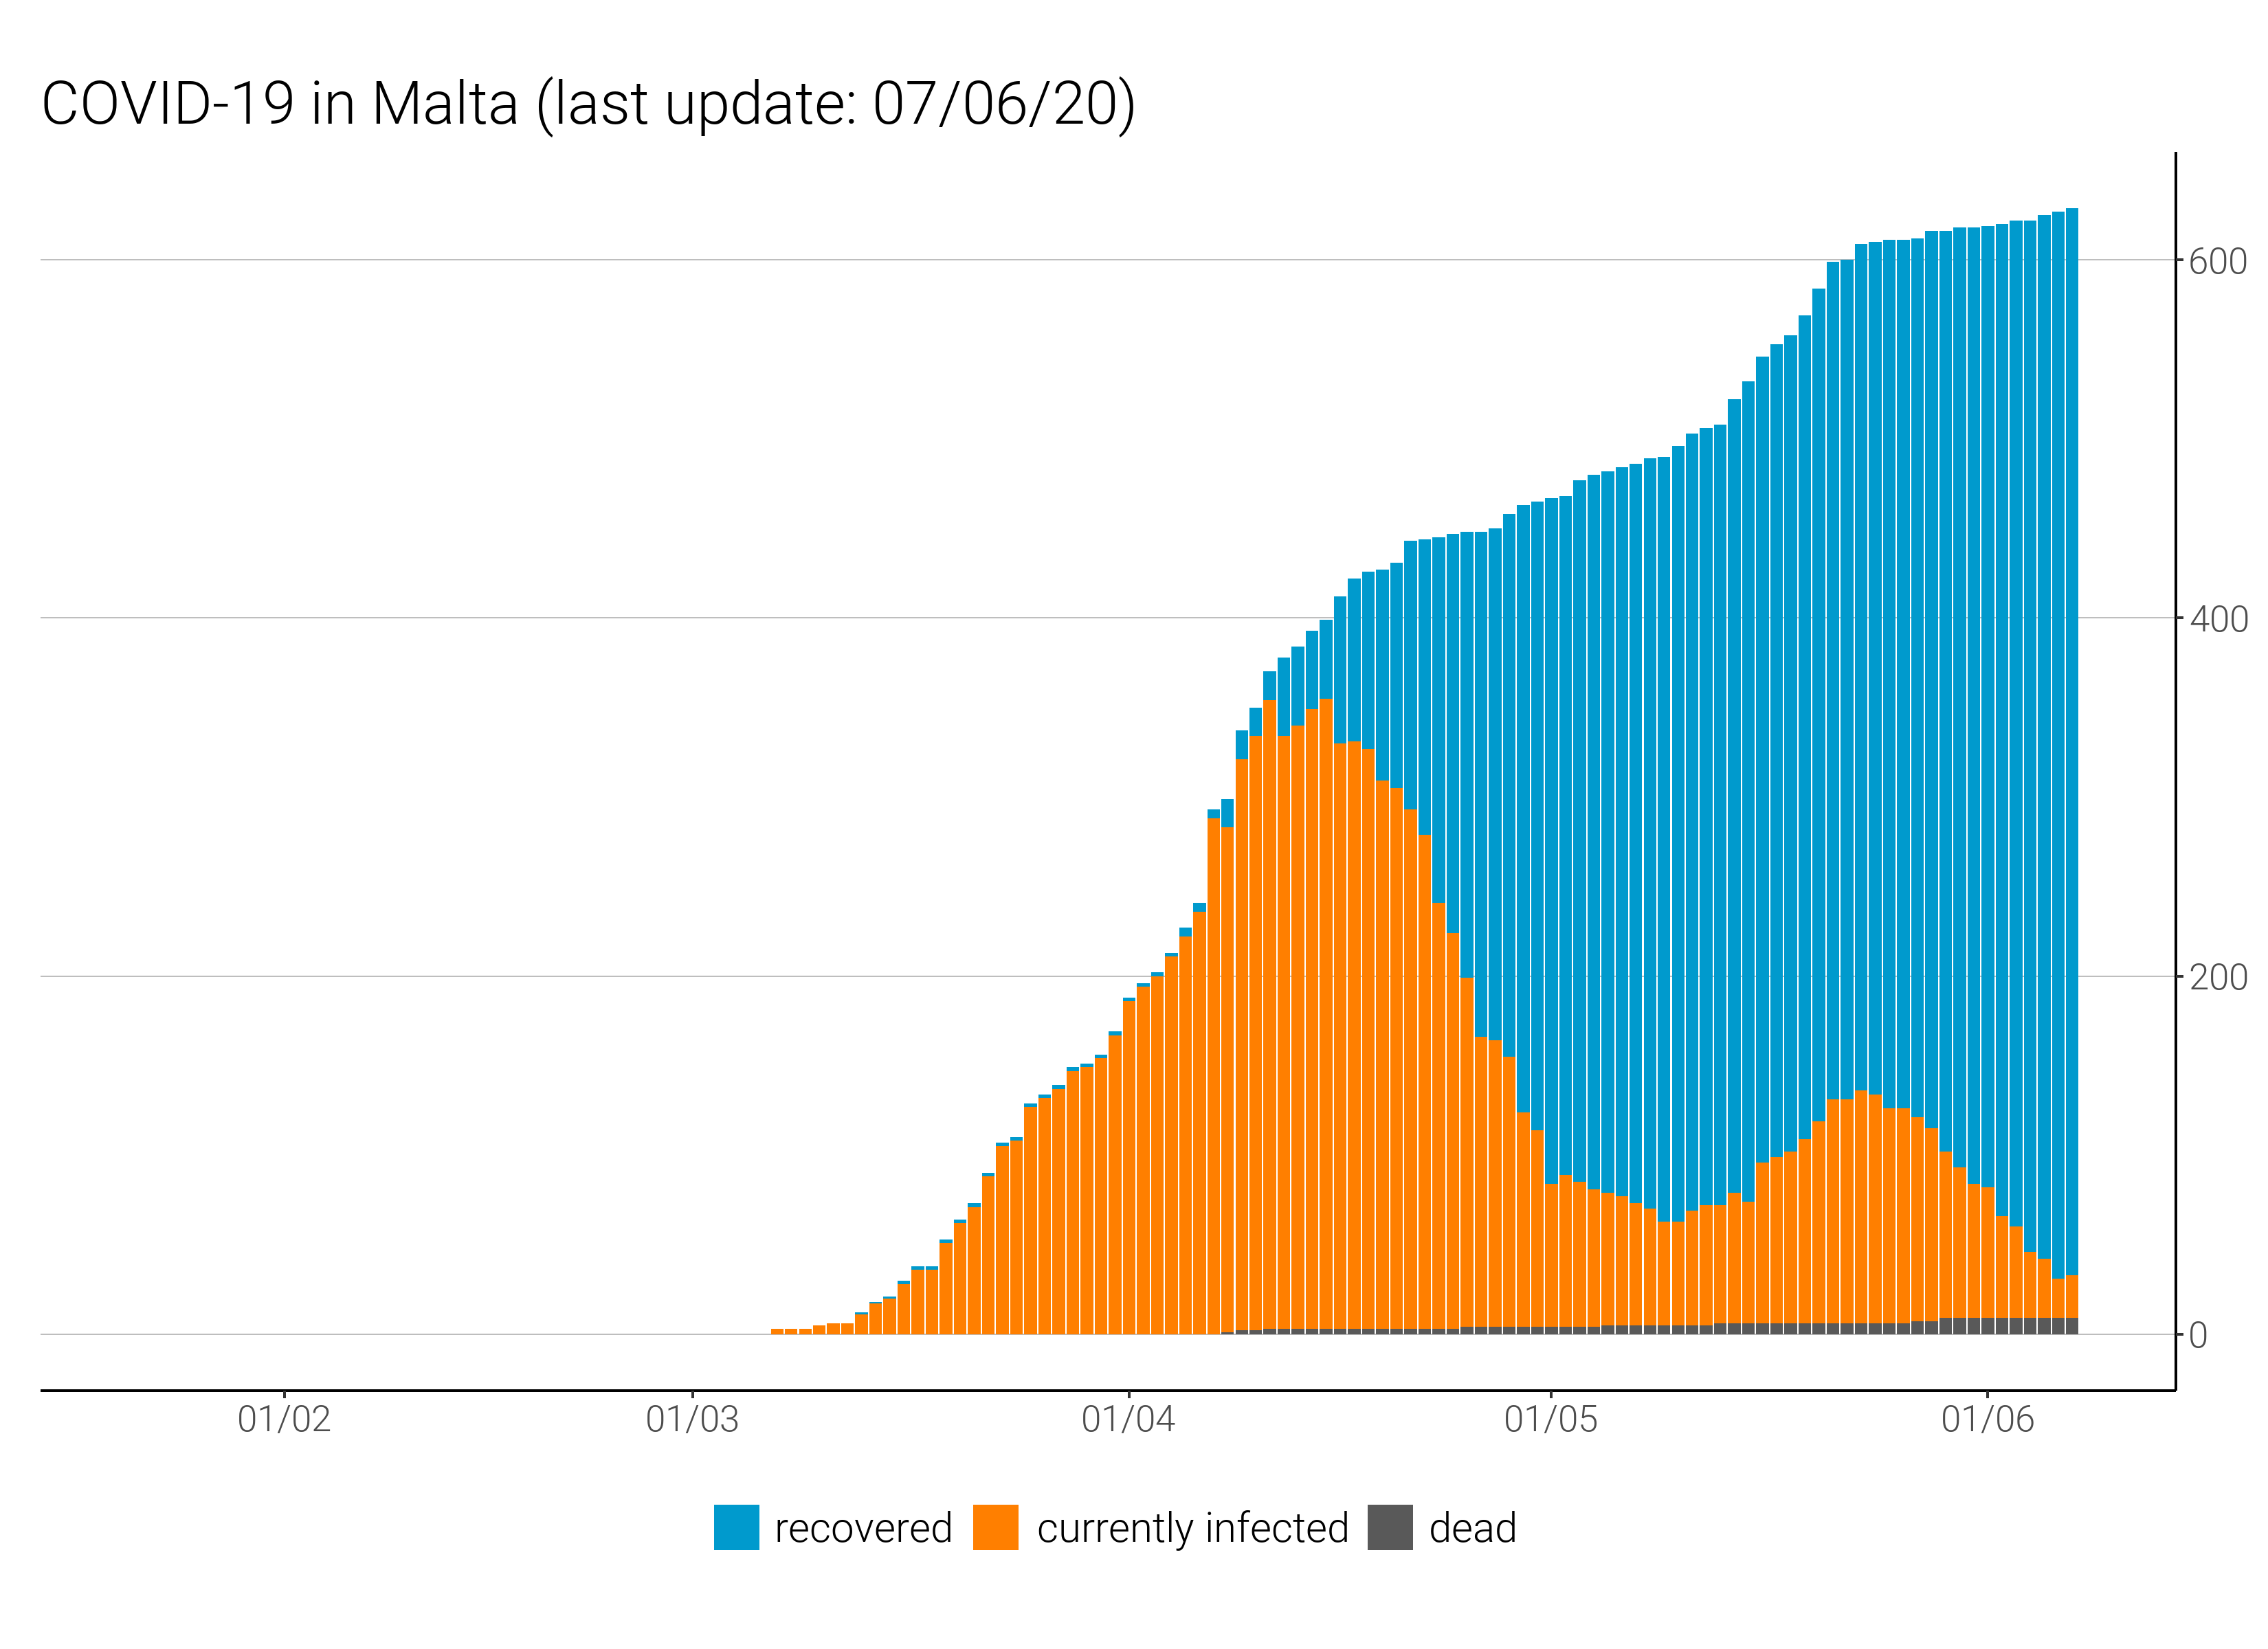 COVID-19 in Malta (last update: 07/06/20)
600
400
200
0
01/02 01/03 01/04 01/05 01/06
recovered currently infected dead